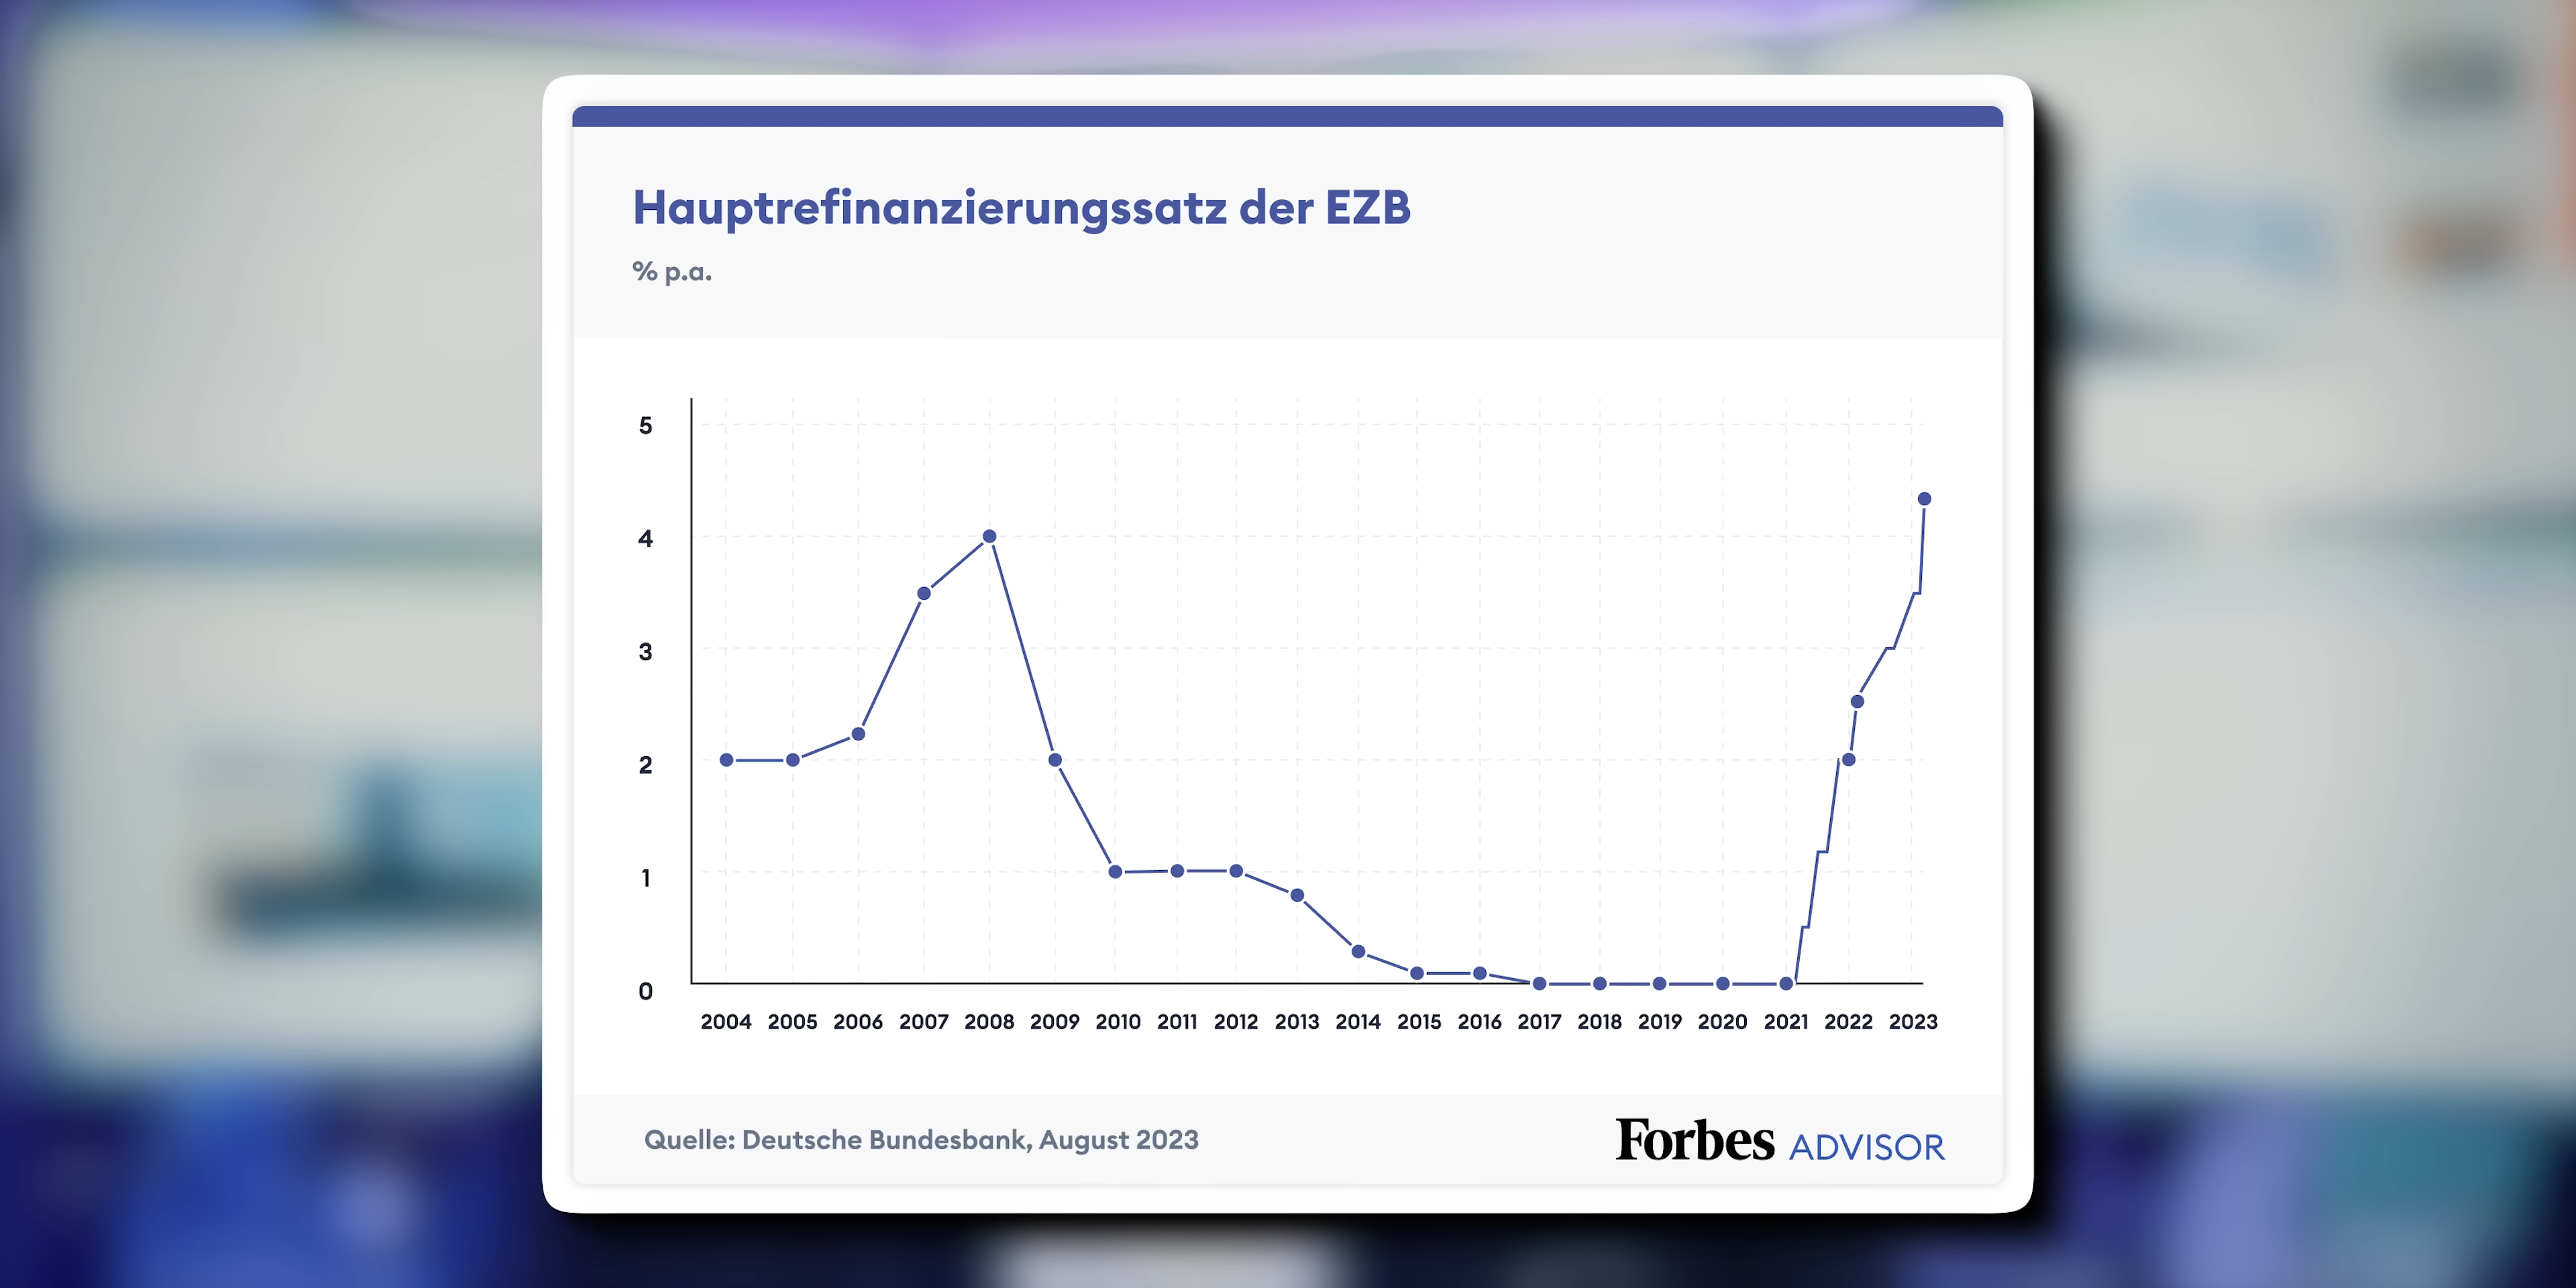 Hauptrefinanzierungssatz der EZB
% p.a.
5
4
3
2
1
0
2004 2005 2006 2007 2008 2009 2010 2011 2012 2013 2014 2015 2016 2017 2018 2019 2020 2021 2022 2023
Quelle: Deutsche Bundesbank, August 2023
Forbes ADVISOR